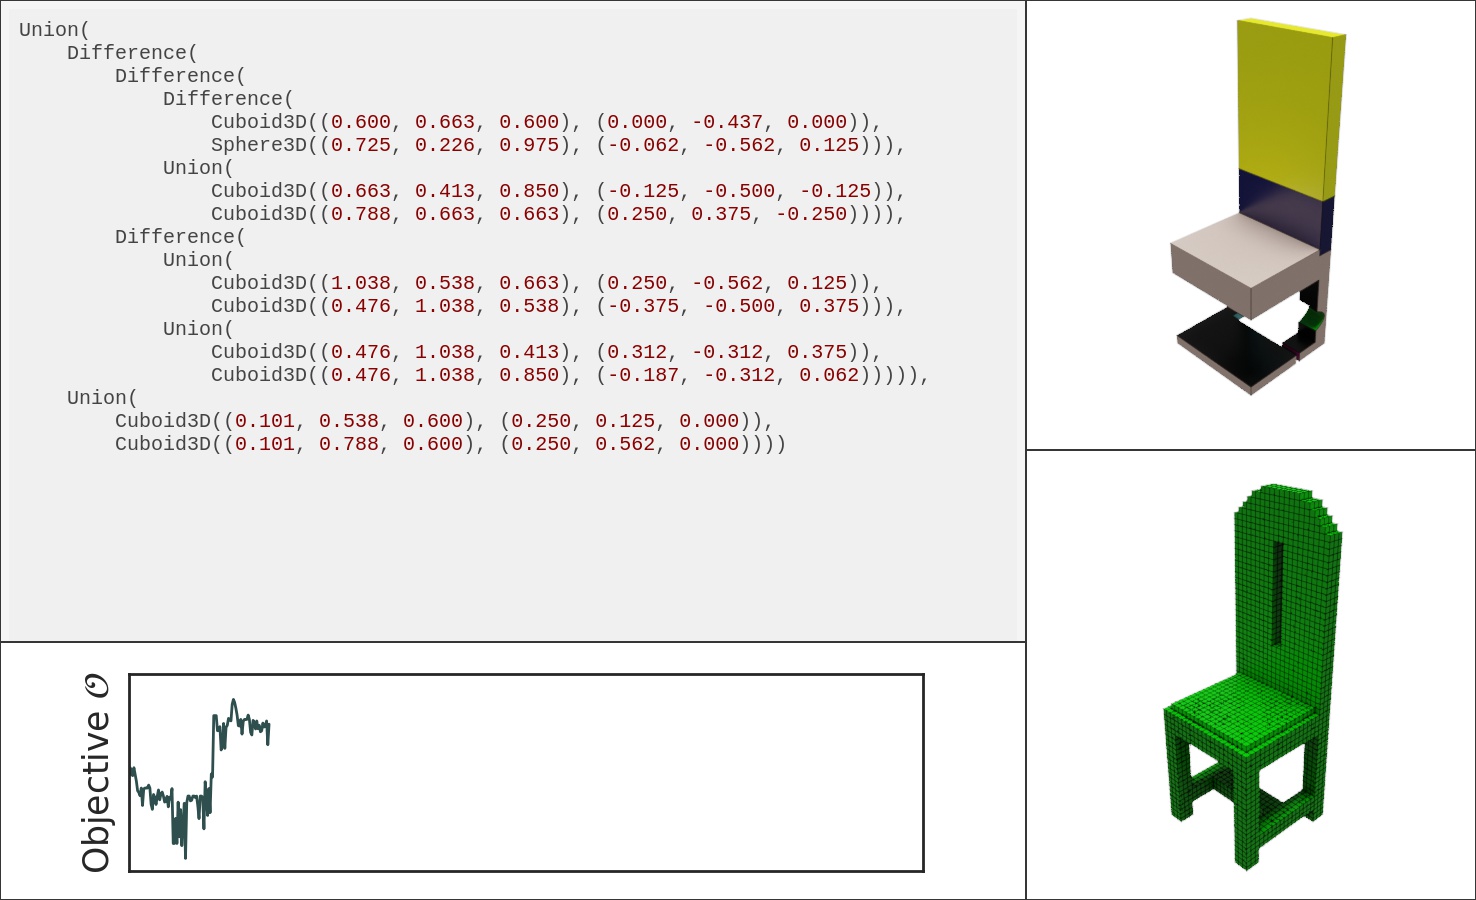 Union(
    Difference(
        Difference(
            Difference(
                Cuboid3D((0.600, 0.663, 0.600), (0.000, -0.437, 0.000)),
                Sphere3D((0.725, 0.226, 0.975), (-0.062, -0.562, 0.125))),
            Union(
                Cuboid3D((0.663, 0.413, 0.850), (-0.125, -0.500, -0.125)),
                Cuboid3D((0.788, 0.663, 0.663), (0.250, 0.375, -0.250)))),
        Difference(
            Union(
                Cuboid3D((1.038, 0.538, 0.663), (0.250, -0.562, 0.125)),
                Cuboid3D((0.476, 1.038, 0.538), (-0.375, -0.500, 0.375))),
            Union(
                Cuboid3D((0.476, 1.038, 0.413), (0.312, -0.312, 0.375)),
                Cuboid3D((0.476, 1.038, 0.850), (-0.187, -0.312, 0.062))))),
    Union(
        Cuboid3D((0.101, 0.538, 0.600), (0.250, 0.125, 0.000)),
        Cuboid3D((0.101, 0.788, 0.600), (0.250, 0.562, 0.000))))
Objective 𝒪